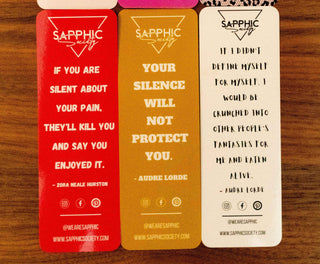 SAPPHIC
Society
IF YOU ARE
SILENT ABOUT
YOUR PAIN,
THEY'LL KILL YOU
AND SAY YOU
ENJOYED IT.
- ZORA NEALE HURSTON
@WEARESAPPHIC
WWW.SAPPHICSOCIETY.COM
SAPPHIC
Society
YOUR
SILENCE
WILL
NOT
PROTECT
YOU.
- AUDRE LORDE
@WEARESAPPHIC
WWW.SAPPHICSOCIETY.COM
SAPPHIC
Society
IF I DIDN'T
DEFINE MYSELF
FOR MYSELF, I
WOULD BE
CRUNCHED INTO
OTHER PEOPLE'S
FANTASIES FOR
ME AND EATEN
ALIVE.
- AUDRE LORDE
@WEARESAPPHIC
WWW.SAPPHICSOCIETY.COM